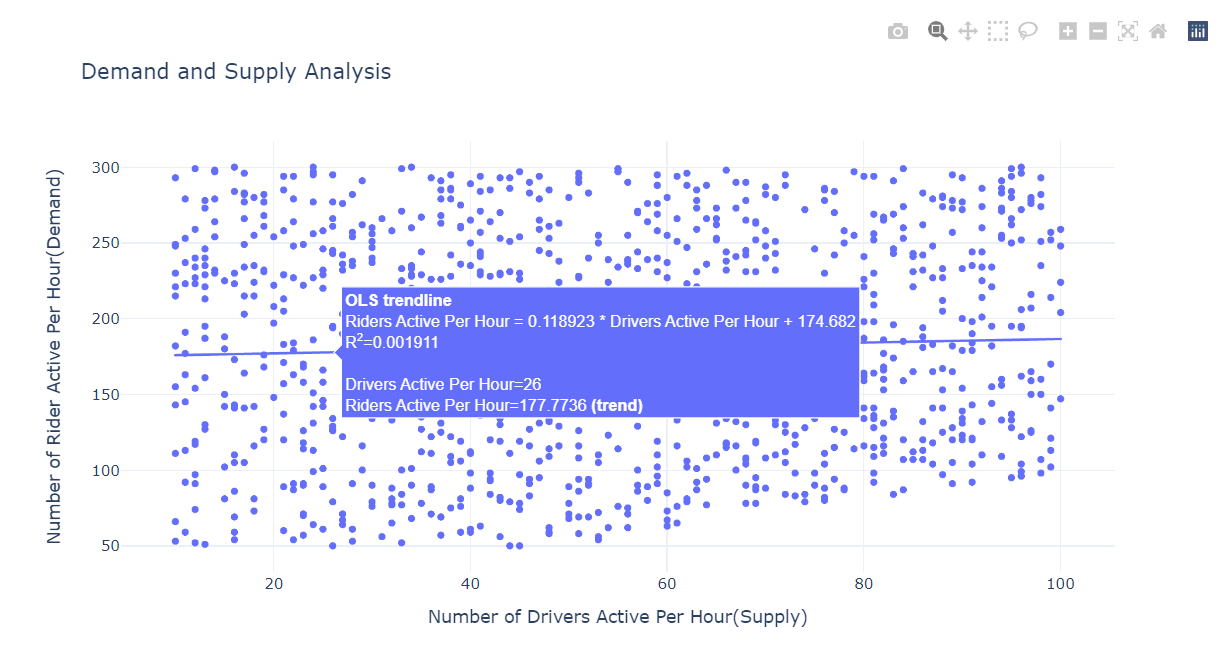 Demand and Supply Analysis
Number of Rider Active Per Hour(Demand)
300
250
200
150
100
50
OLS trendline
Riders Active Per Hour = 0.118923 * Drivers Active Per Hour + 174.682
R²=0.001911
Drivers Active Per Hour=26
Riders Active Per Hour=177.7736 (trend)
20
40
60
80
100
Number of Drivers Active Per Hour(Supply)